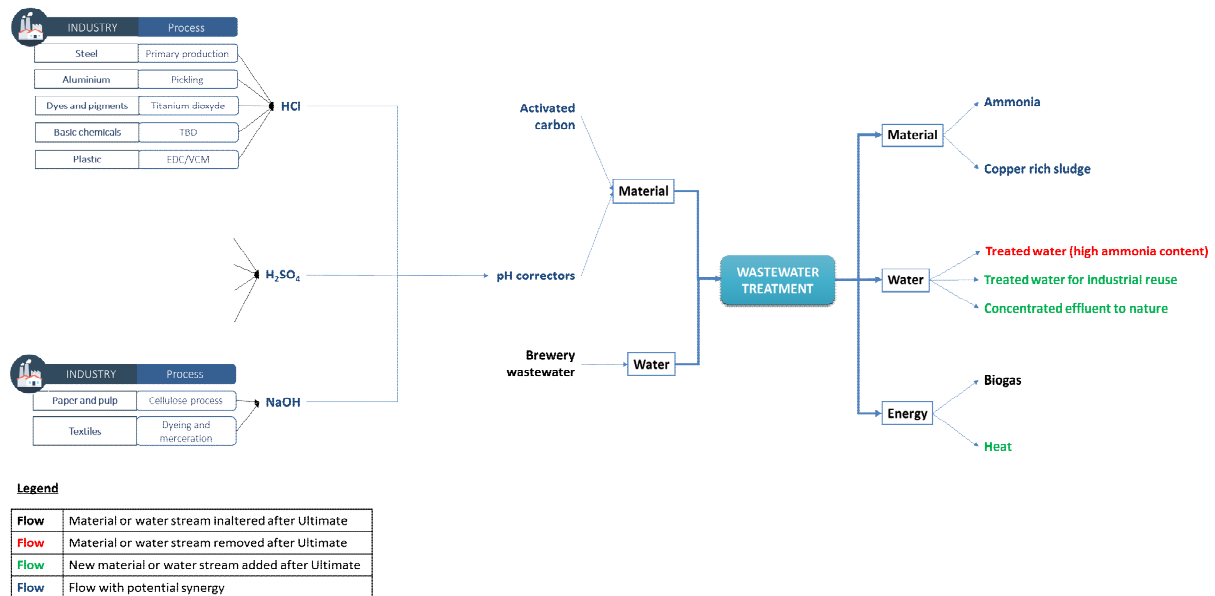 INDUSTRY Process
Steel Primary production
Aluminium Pickling
Dyes and pigments Titanium dioxyde
Basic chemicals TBD
Plastic EDC/VCM
HCl
H₂SO₄
INDUSTRY Process
Paper and pulp Cellulose process
Textiles Dyeing and
merceration
NaOH
Activated
carbon
pH correctors
Material
Brewery
wastewater
Water
WASTEWATER
TREATMENT
Material
Ammonia
Copper rich sludge
Water
Treated water (high ammonia content)
Treated water for industrial reuse
Concentrated effluent to nature
Energy
Biogas
Heat
Legend
Flow Material or water stream inaltered after Ultimate
Flow Material or water stream removed after Ultimate
Flow New material or water stream added after Ultimate
Flow Flow with potential synergy